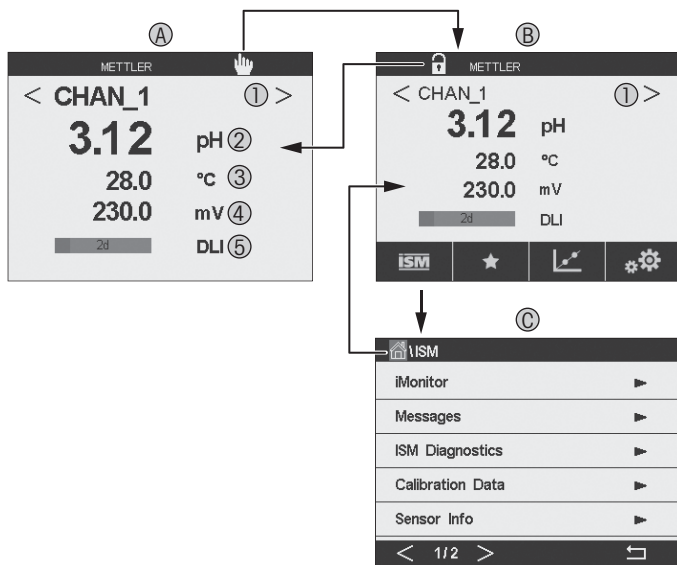 Ⓐ
METTLER
< CHAN_1 ① >
3.12 pH ②
28.0 °C ③
230.0 mV ④
2d DLI ⑤
Ⓑ
METTLER
< CHAN_1 ① >
3.12 pH
28.0 °C
230.0 mV
2d DLI
ISM
Ⓒ
\ISM
iMonitor
Messages
ISM Diagnostics
Calibration Data
Sensor Info
< 1/2 >